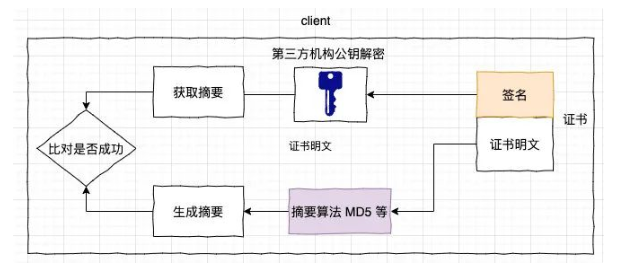 client
第三方机构公钥解密
获取摘要
签名
证书
比对是否成功
证书明文
证书明文
生成摘要
摘要算法 MD5 等